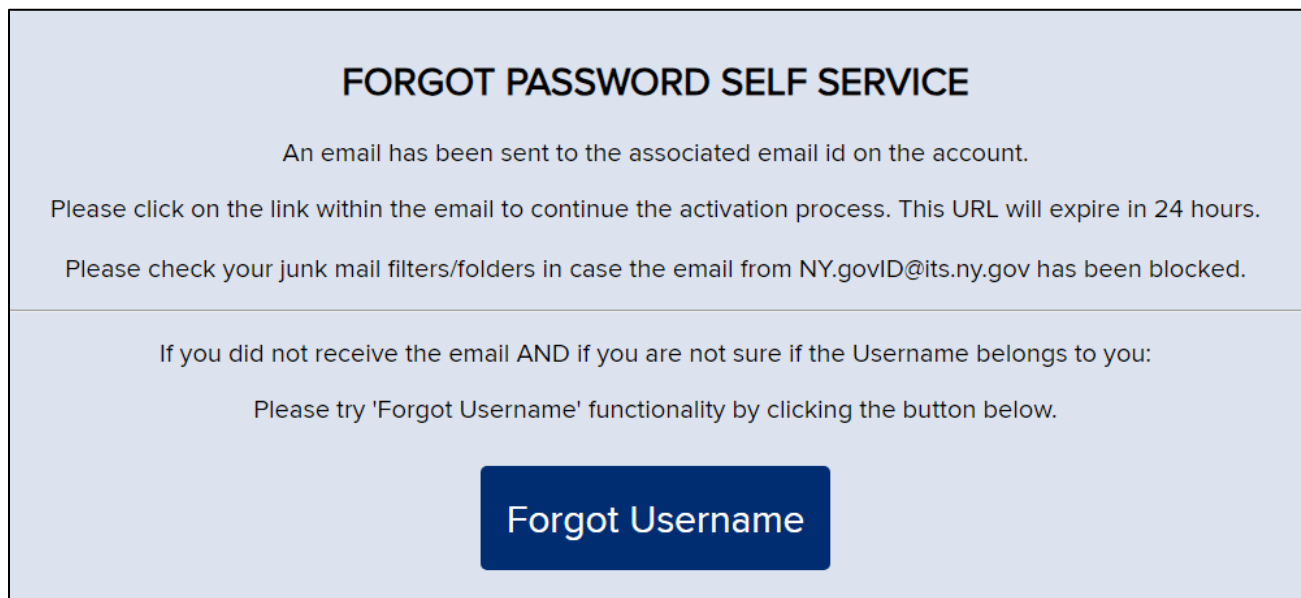 FORGOT PASSWORD SELF SERVICE
An email has been sent to the associated email id on the account.
Please click on the link within the email to continue the activation process. This URL will expire in 24 hours.
Please check your junk mail filters/folders in case the email from NY.govID@its.ny.gov has been blocked.
If you did not receive the email AND if you are not sure if the Username belongs to you:
Please try 'Forgot Username' functionality by clicking the button below.
Forgot Username